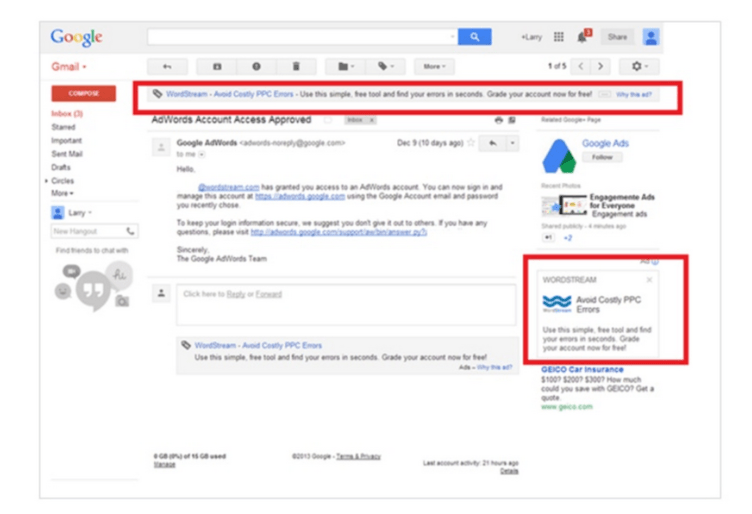 Google
+Larry
3
Share
Gmail
More
1 of 5
COMPOSE
WordStream - Avoid Costly PPC Errors - Use this simple, free tool and find your errors in seconds. Grade your account now for free!
Why this ad?
Inbox (3)
Starred
Important
Sent Mail
Drafts
Circles
More
Larry
New Hangout
Find friends to chat with
AdWords Account Access Approved
Inbox x
Google AdWords <adwords-noreply@google.com>
Dec 9 (10 days ago)
to me
Hello,
@wordstream.com has granted you access to an AdWords account. You can now sign in and
manage this account at https://adwords.google.com using the Google Account email and password
you recently chose.
To keep your login information secure, we suggest you don't give it out to others. If you have any
questions, please visit http://adwords.google.com/support/aw/bin/answer.py?
Sincerely,
The Google AdWords Team
Click here to Reply or Forward
WordStream - Avoid Costly PPC Errors
Use this simple, free tool and find your errors in seconds. Grade your account now for free!
Ads – Why this ad?
Related Google+ Page
Google Ads
Follow
Recent Photos
Engagemente Ads
for Everyone
Engagement ads
Shared publicly - 4 minutes ago
+1
+2
Ad
WORDSTREAM
×
WordStream
Avoid Costly PPC
Errors
Use this simple, free tool and find
your errors in seconds. Grade
your account now for free!
GEICO Car Insurance
$100? $200? $300? How much
could you save with GEICO? Get a
quote.
www.geico.com
0 GB (0%) of 15 GB used
Manage
©2013 Google - Terms & Privacy
Last account activity: 21 hours ago
Details